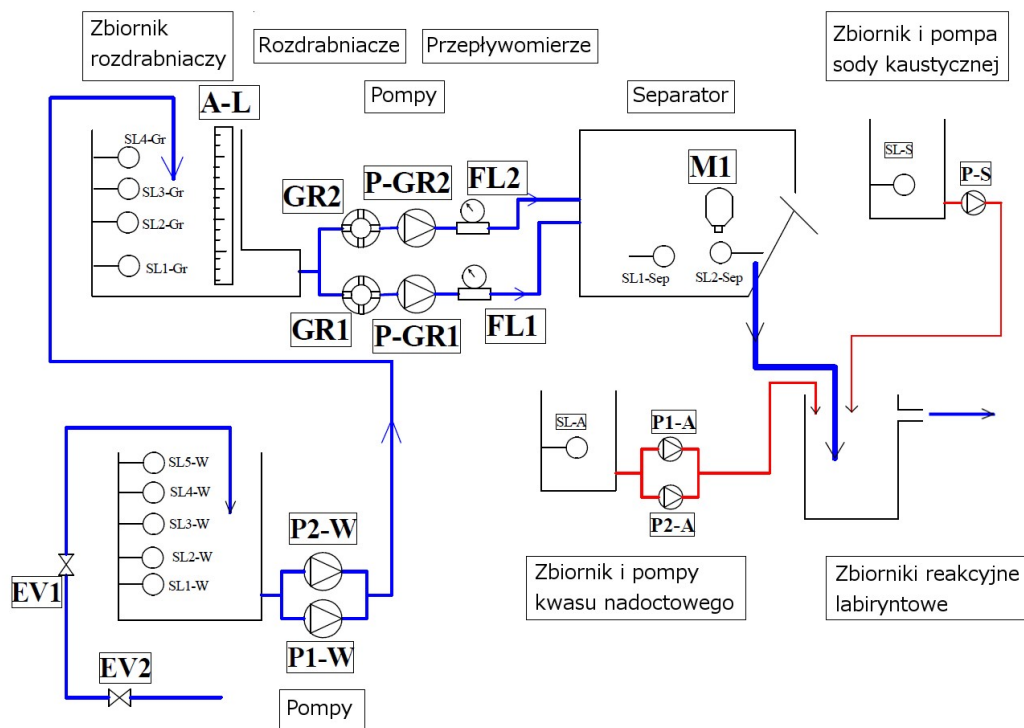 Zbiornik
rozdrabniaczy
Rozdrabniacze
Przepływomierze
Zbiornik i pompa
sody kaustycznej
Pompy
Separator
A-L
SL4-Gr
SL3-Gr
SL2-Gr
SL1-Gr
GR2
P-GR2
FL2
GR1
P-GR1
FL1
M1
SL1-Sep
SL2-Sep
SL-S
P-S
SL5-W
SL4-W
SL3-W
SL2-W
SL1-W
EV1
EV2
P2-W
P1-W
Pompy
SL-A
P1-A
P2-A
Zbiornik i pompy
kwasu nadoctowego
Zbiorniki reakcyjne
labiryntowe